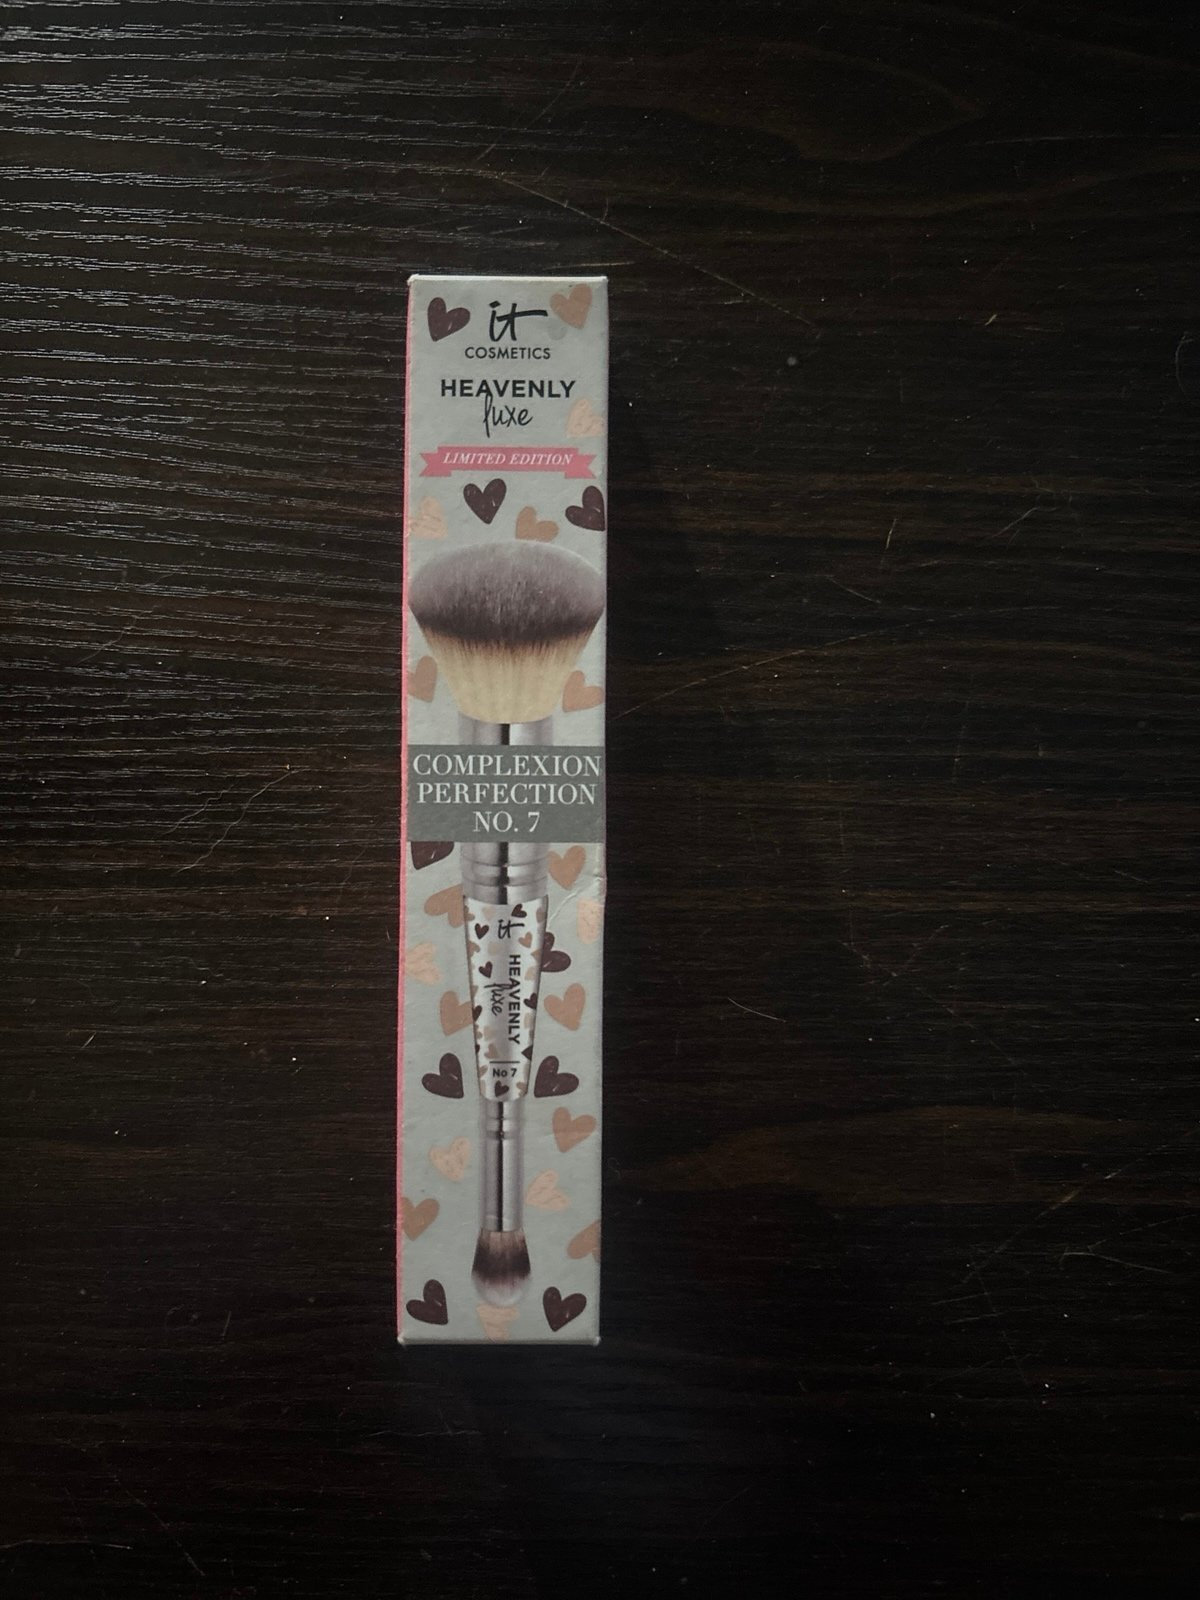 it
COSMETICS
HEAVENLY
luxe
LIMITED EDITION
COMPLEXION
PERFECTION
NO. 7
it
HEAVENLY
luxe
No 7